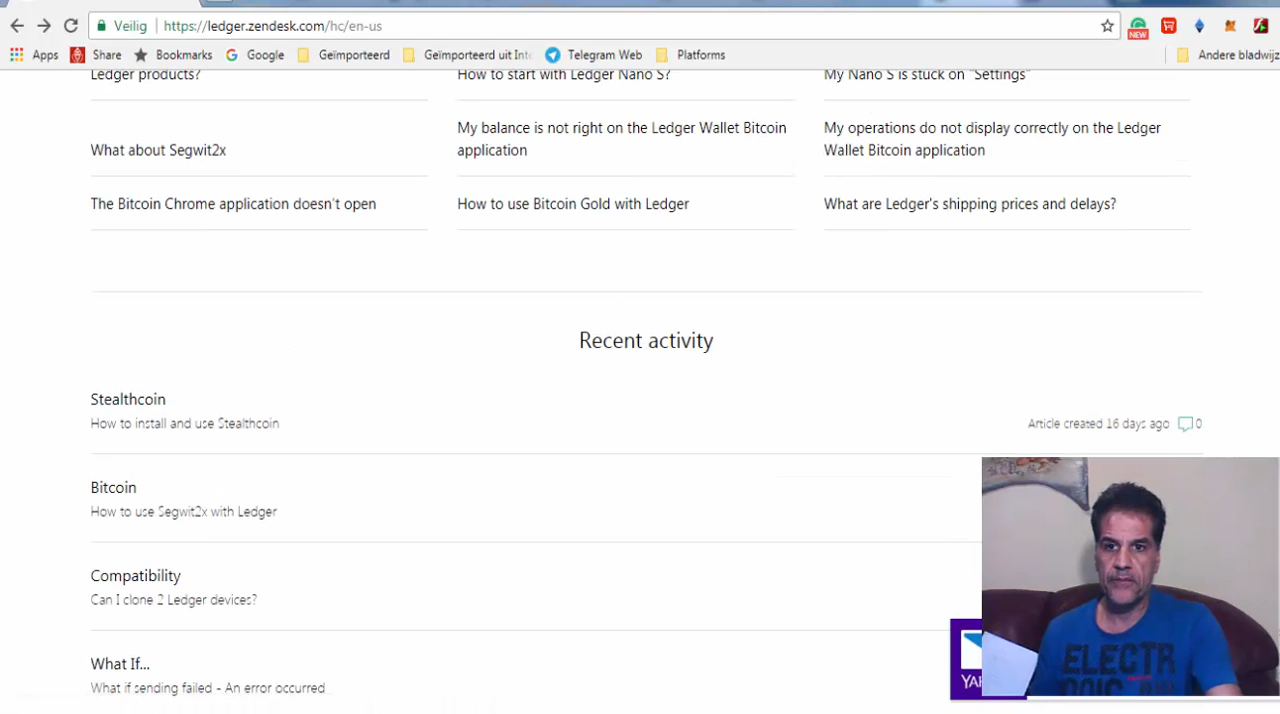 Veilig
https://ledger.zendesk.com/hc/en-us
NEW
Apps Share Bookmarks Google Geïmporteerd Geïmporteerd uit Int Telegram Web Platforms Andere bladwijz
Ledger products? How to start with Ledger Nano S? My Nano S is stuck on "Settings"
My balance is not right on the Ledger Wallet Bitcoin
application
My operations do not display correctly on the Ledger
Wallet Bitcoin application
What about Segwit2x
The Bitcoin Chrome application doesn't open How to use Bitcoin Gold with Ledger What are Ledger's shipping prices and delays?
Recent activity
Stealthcoin
How to install and use Stealthcoin
Article created 16 days ago 0
Bitcoin
How to use Segwit2x with Ledger
Compatibility
Can I clone 2 Ledger devices?
What If...
What if sending failed - An error occurred
YAH
ELECTR